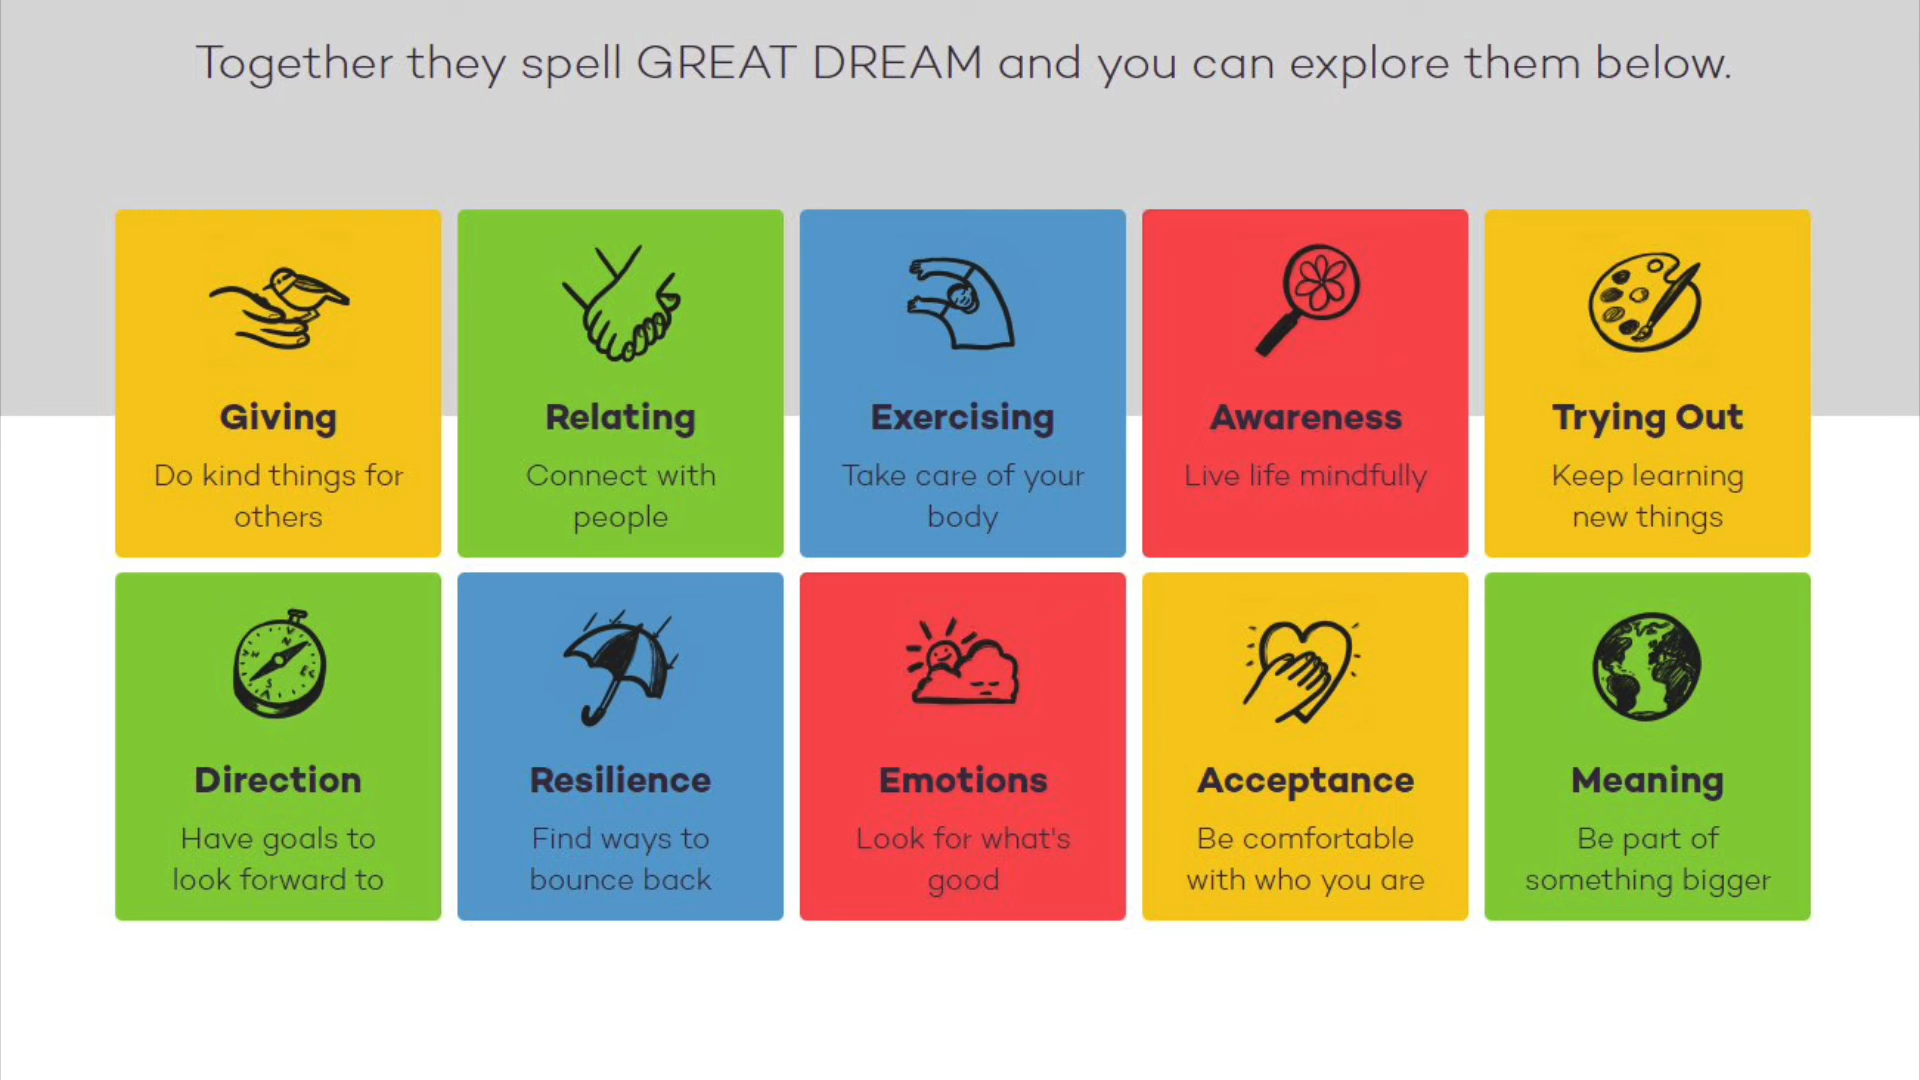 Together they spell GREAT DREAM and you can explore them below.
Giving
Do kind things for
others
Relating
Connect with
people
Exercising
Take care of your
body
Awareness
Live life mindfully
Trying Out
Keep learning
new things
Direction
Have goals to
look forward to
Resilience
Find ways to
bounce back
Emotions
Look for what's
good
Acceptance
Be comfortable
with who you are
Meaning
Be part of
something bigger